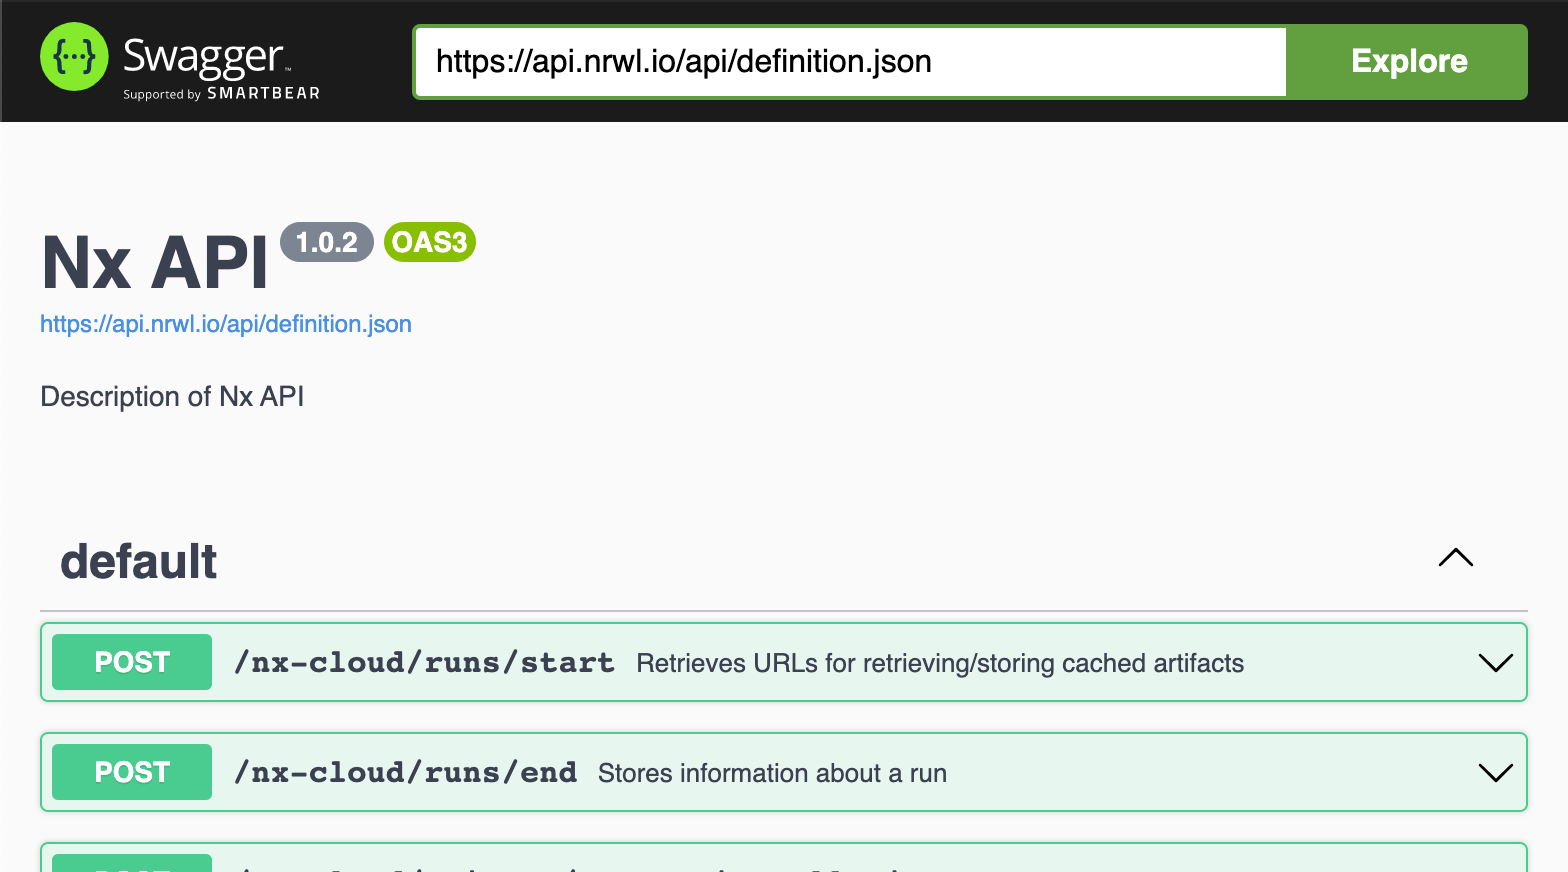 {...} Swagger™
Supported by SMARTBEAR
https://api.nrwl.io/api/definition.json
Explore
Nx API 1.0.2 OAS3
https://api.nrwl.io/api/definition.json
Description of Nx API
default
POST /nx-cloud/runs/start Retrieves URLs for retrieving/storing cached artifacts
POST /nx-cloud/runs/end Stores information about a run